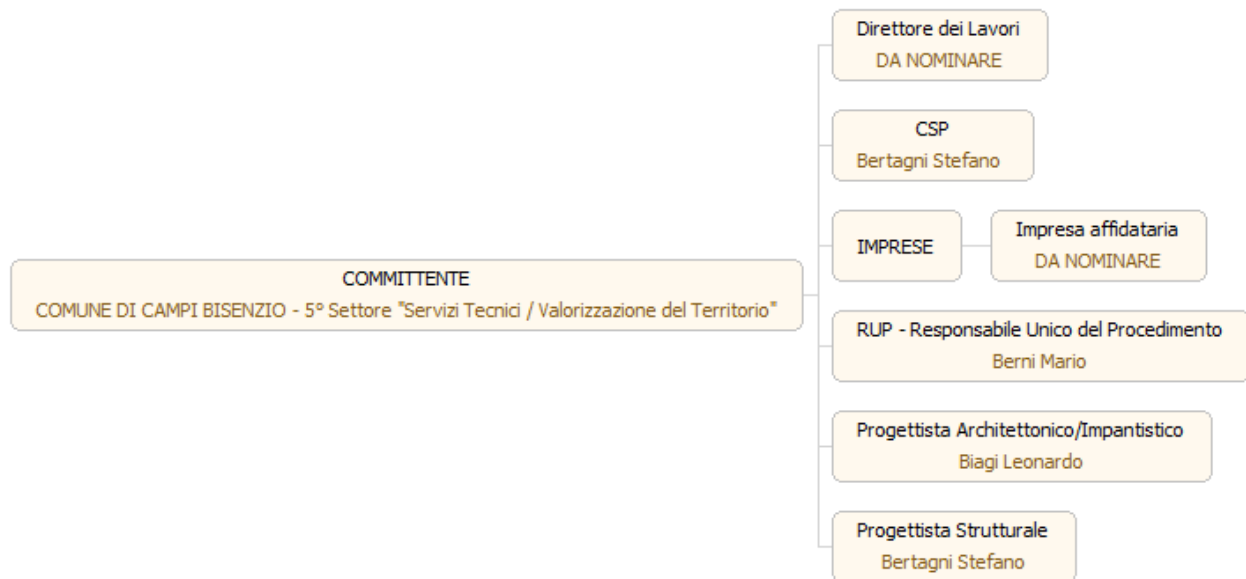 Direttore dei Lavori
DA NOMINARE
CSP
Bertagni Stefano
IMPRESE
Impresa affidataria
DA NOMINARE
COMMITTENTE
COMUNE DI CAMPI BISENZIO - 5° Settore "Servizi Tecnici / Valorizzazione del Territorio"
RUP - Responsabile Unico del Procedimento
Berni Mario
Progettista Architettonico/Impantistico
Biagi Leonardo
Progettista Strutturale
Bertagni Stefano